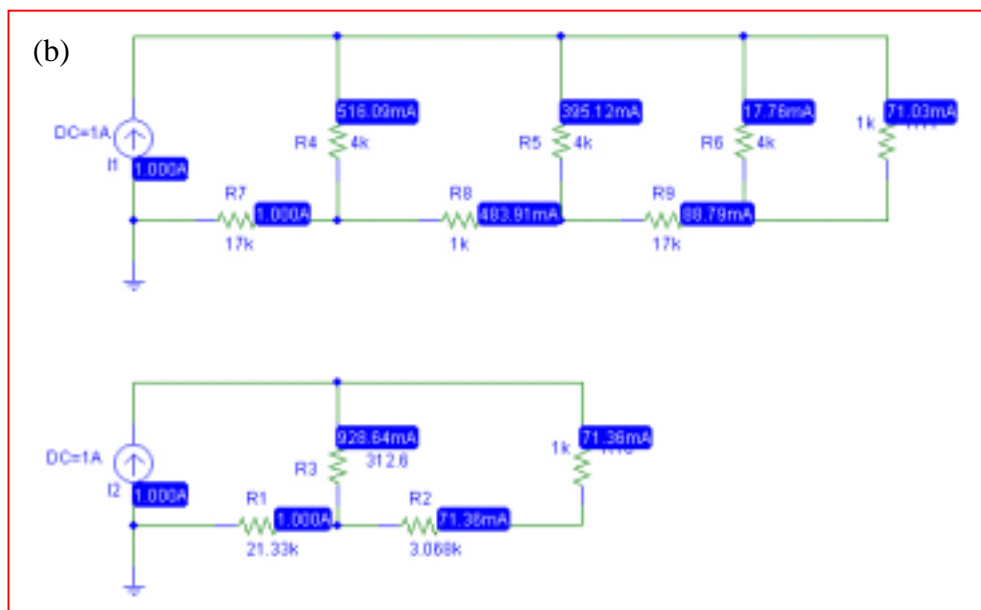 (b)
516.09mA 395.12mA 17.76mA 71.03mA
DC=1A R4 4k R5 4k R6 4k 1k
I1
1.000A
R7 R8 R9
1.000A 483.91mA 88.79mA
17k 1k 17k
928.64mA 71.36mA
DC=1A R3 312.6 1k
I2
1.000A
R1 R2
1.000A 71.36mA
21.33k 3.068k